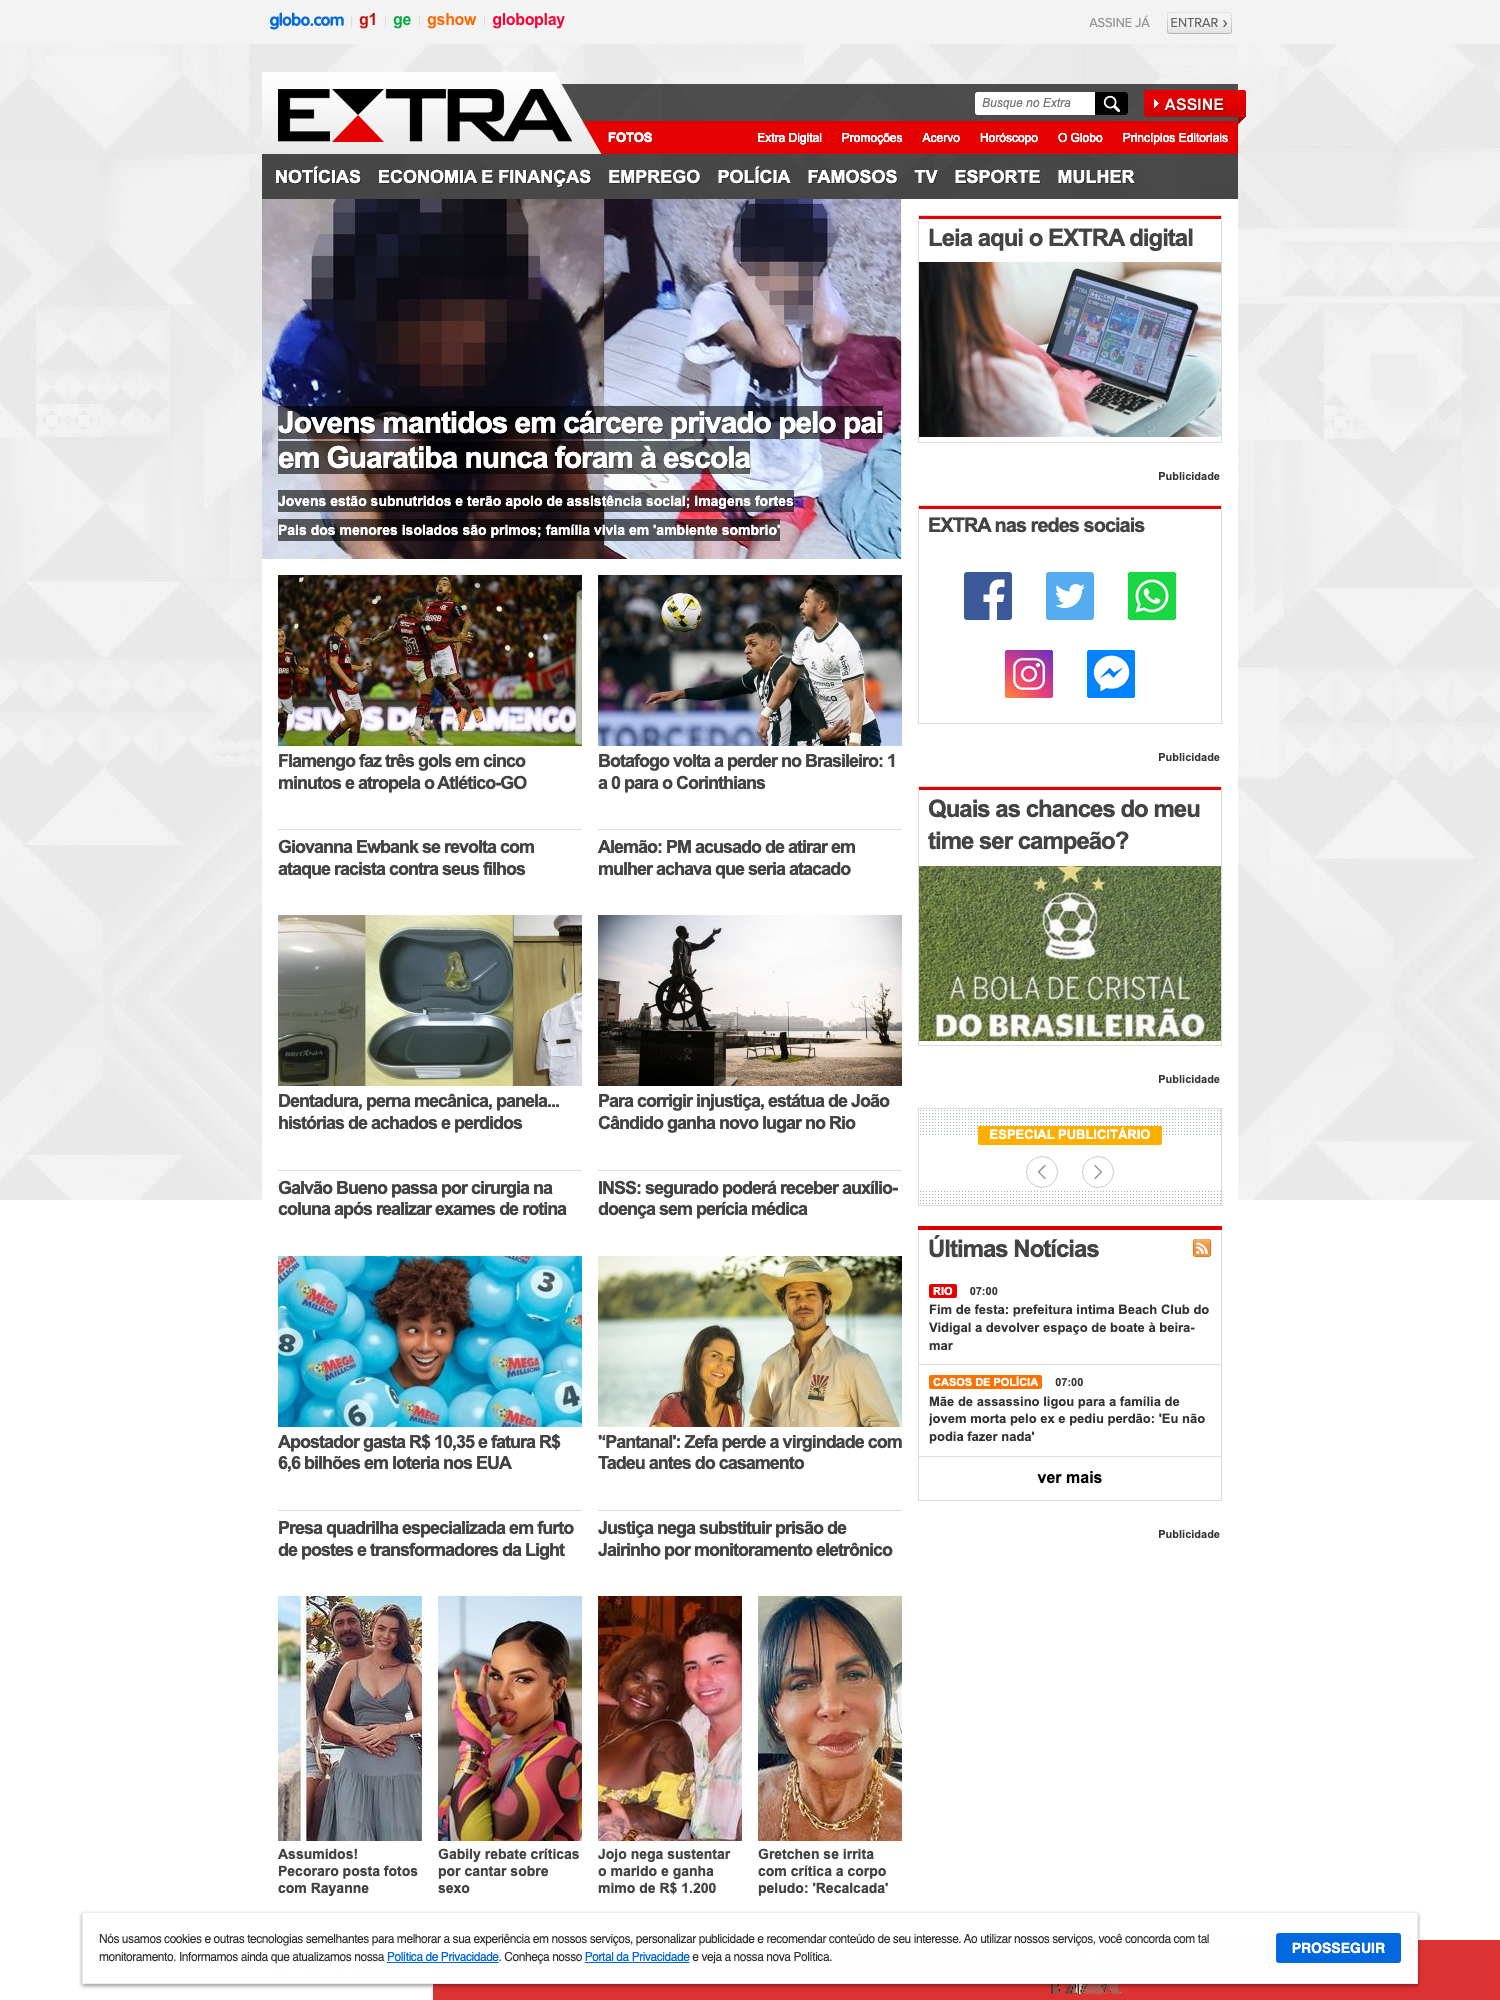 globo.com
g1
ge
gshow
globoplay
ASSINE JÁ
ENTRAR ›
EXTRA
Busque no Extra
ASSINE
FOTOS
Extra Digital
Promoções
Acervo
Horóscopo
O Globo
Princípios Editoriais
NOTÍCIAS
ECONOMIA E FINANÇAS
EMPREGO
POLÍCIA
FAMOSOS
TV
ESPORTE
MULHER
Jovens mantidos em cárcere privado pelo pai
em Guaratiba nunca foram à escola
Jovens estão subnutridos e terão apoio de assistência social; imagens fortes
Pais dos menores isolados são primos; família vivia em 'ambiente sombrio'
Flamengo faz três gols em cinco
minutos e atropela o Atlético-GO
Botafogo volta a perder no Brasileiro: 1
a 0 para o Corinthians
Giovanna Ewbank se revolta com
ataque racista contra seus filhos
Alemão: PM acusado de atirar em
mulher achava que seria atacado
BRITÂNIA
Dentadura, perna mecânica, panela...
histórias de achados e perdidos
Para corrigir injustiça, estátua de João
Cândido ganha novo lugar no Rio
Galvão Bueno passa por cirurgia na
coluna após realizar exames de rotina
INSS: segurado poderá receber auxílio-
doença sem perícia médica
MEGA
MILLIONS
3
8
6
4
Apostador gasta R$ 10,35 e fatura R$
6,6 bilhões em loteria nos EUA
"'Pantanal': Zefa perde a virgindade com
Tadeu antes do casamento
Presa quadrilha especializada em furto
de postes e transformadores da Light
Justiça nega substituir prisão de
Jairinho por monitoramento eletrônico
Assumidos!
Pecoraro posta fotos
com Rayanne
Gabily rebate críticas
por cantar sobre
sexo
Jojo nega sustentar
o marido e ganha
mimo de R$ 1.200
Gretchen se irrita
com crítica a corpo
peludo: 'Recalcada'
Leia aqui o EXTRA digital
EXTRA
Publicidade
EXTRA nas redes sociais
Publicidade
Quais as chances do meu
time ser campeão?
A BOLA DE CRISTAL
DO BRASILEIRÃO
Publicidade
ESPECIAL PUBLICITÁRIO
Últimas Notícias
RIO
07:00
Fim de festa: prefeitura intima Beach Club do
Vidigal a devolver espaço de boate à beira-
mar
CASOS DE POLÍCIA
07:00
Mãe de assassino ligou para a família de
jovem morta pelo ex e pediu perdão: 'Eu não
podia fazer nada'
ver mais
Publicidade
Nós usamos cookies e outras tecnologias semelhantes para melhorar a sua experiência em nossos serviços, personalizar publicidade e recomendar conteúdo de seu interesse. Ao utilizar nossos serviços, você concorda com tal
monitoramento. Informamos ainda que atualizamos nossa Política de Privacidade. Conheça nosso Portal da Privacidade e veja a nossa nova Política.
PROSSEGUIR